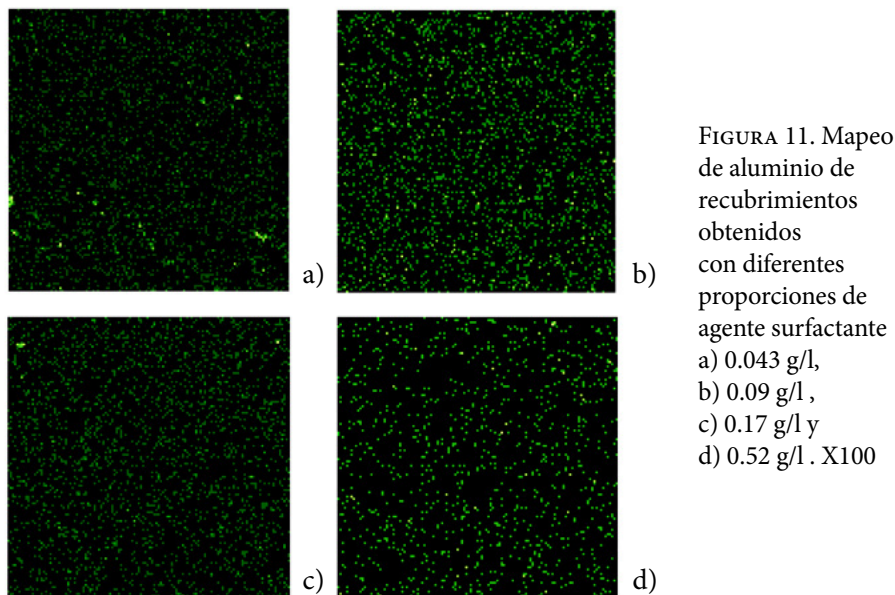 a)
b)
c)
d)
FIGURA 11. Mapeo
de aluminio de
recubrimientos
obtenidos
con diferentes
proporciones de
agente surfactante
a) 0.043 g/l,
b) 0.09 g/l ,
c) 0.17 g/l y
d) 0.52 g/l . X100